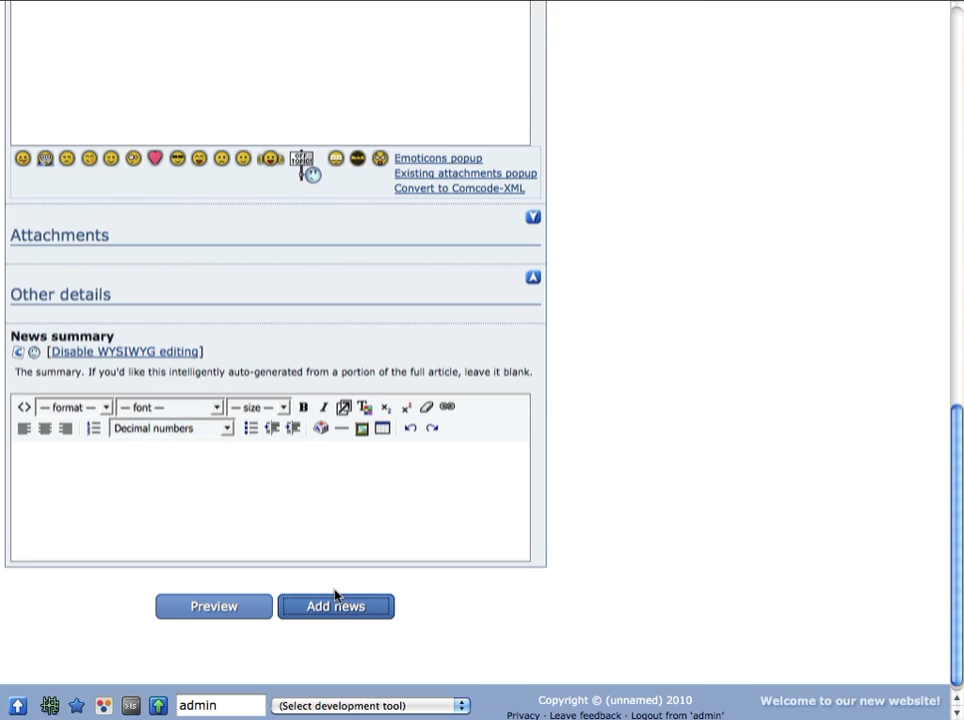 OFF TOPIC!
Emoticons popup
Existing attachments popup
Convert to Comcode-XML
Attachments
Other details
News summary
[Disable WYSIWYG editing]
The summary. If you'd like this intelligently auto-generated from a portion of the full article, leave it blank.
— format — — font — — size — B I
Decimal numbers
Preview Add news
admin (Select development tool)
Copyright © (unnamed) 2010
Privacy · Leave feedback · Logout from 'admin'
Welcome to our new website!